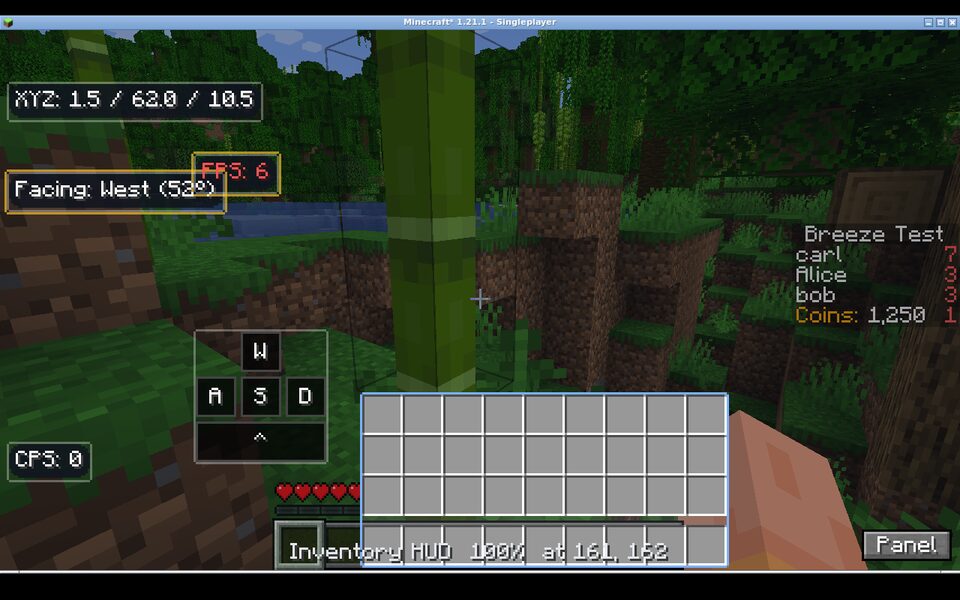 Minecraft* 1.21.1 - Singleplayer
XYZ: 1.5 / 62.0 / 10.5
FPS: 6
Facing: West (52°)
Breeze Test
carl 7
Alice 3
bob 3
Coins: 1,250 1
W
A S D
^
CPS: 0
Inventory HUD 100% at 161, 162
Panel